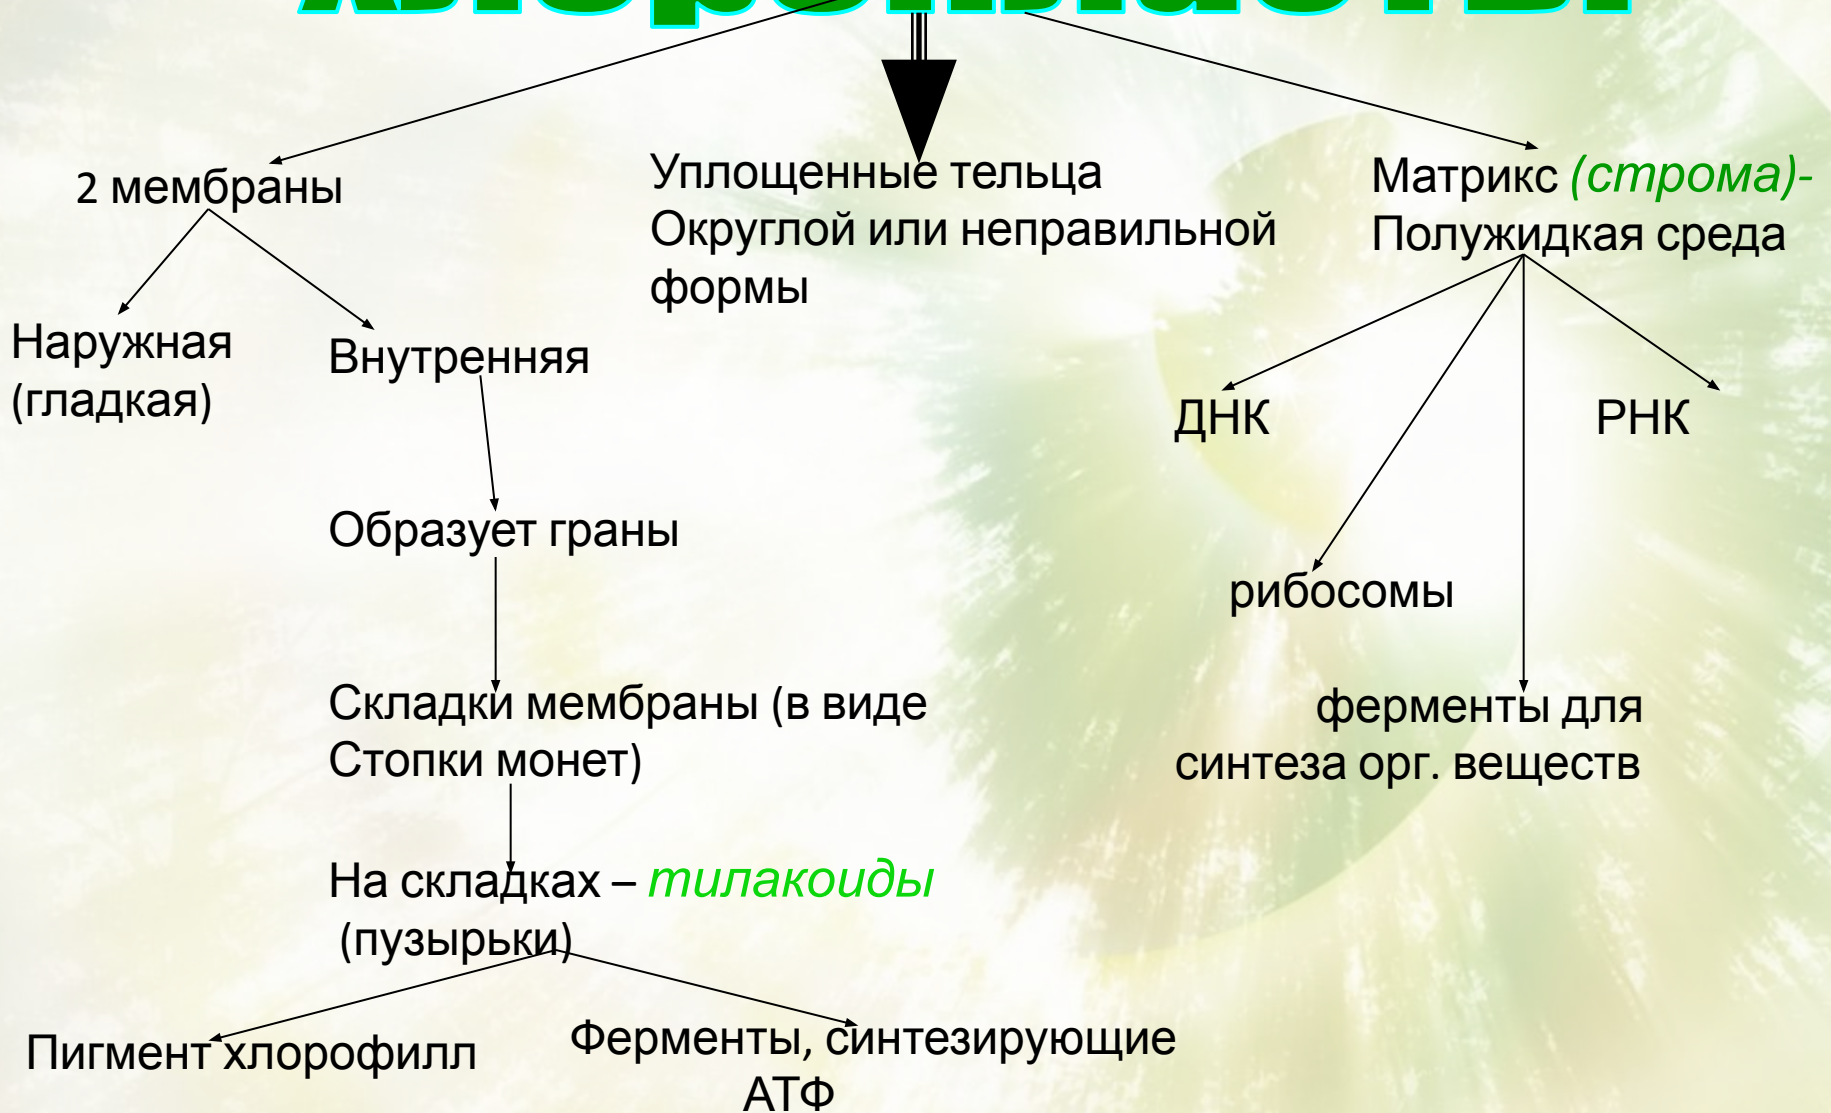 Хлоропласты
2 мембраны
Наружная
(гладкая)
Внутренняя
Образует граны
Складки мембраны (в виде
Стопки монет)
На складках – тилакоиды
(пузырьки)
Пигмент хлорофилл
Ферменты, синтезирующие
АТФ
Уплощенные тельца
Округлой или неправильной
формы
Матрикс (строма)-
Полужидкая среда
ДНК
РНК
рибосомы
ферменты для
синтеза орг. веществ